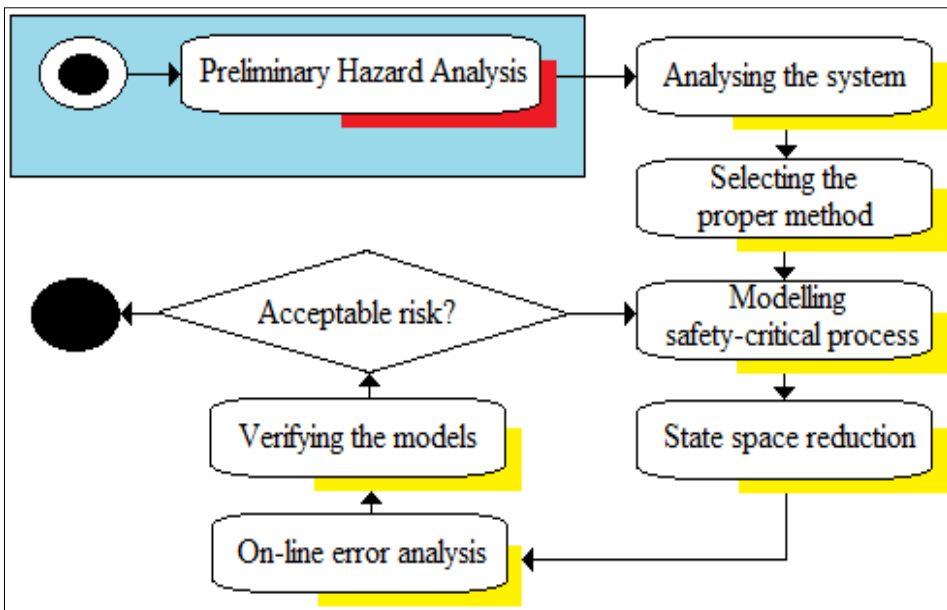 Preliminary Hazard Analysis
Analysing the system
Selecting the
proper method
Modelling
safety-critical process
State space reduction
On-line error analysis
Verifying the models
Acceptable risk?